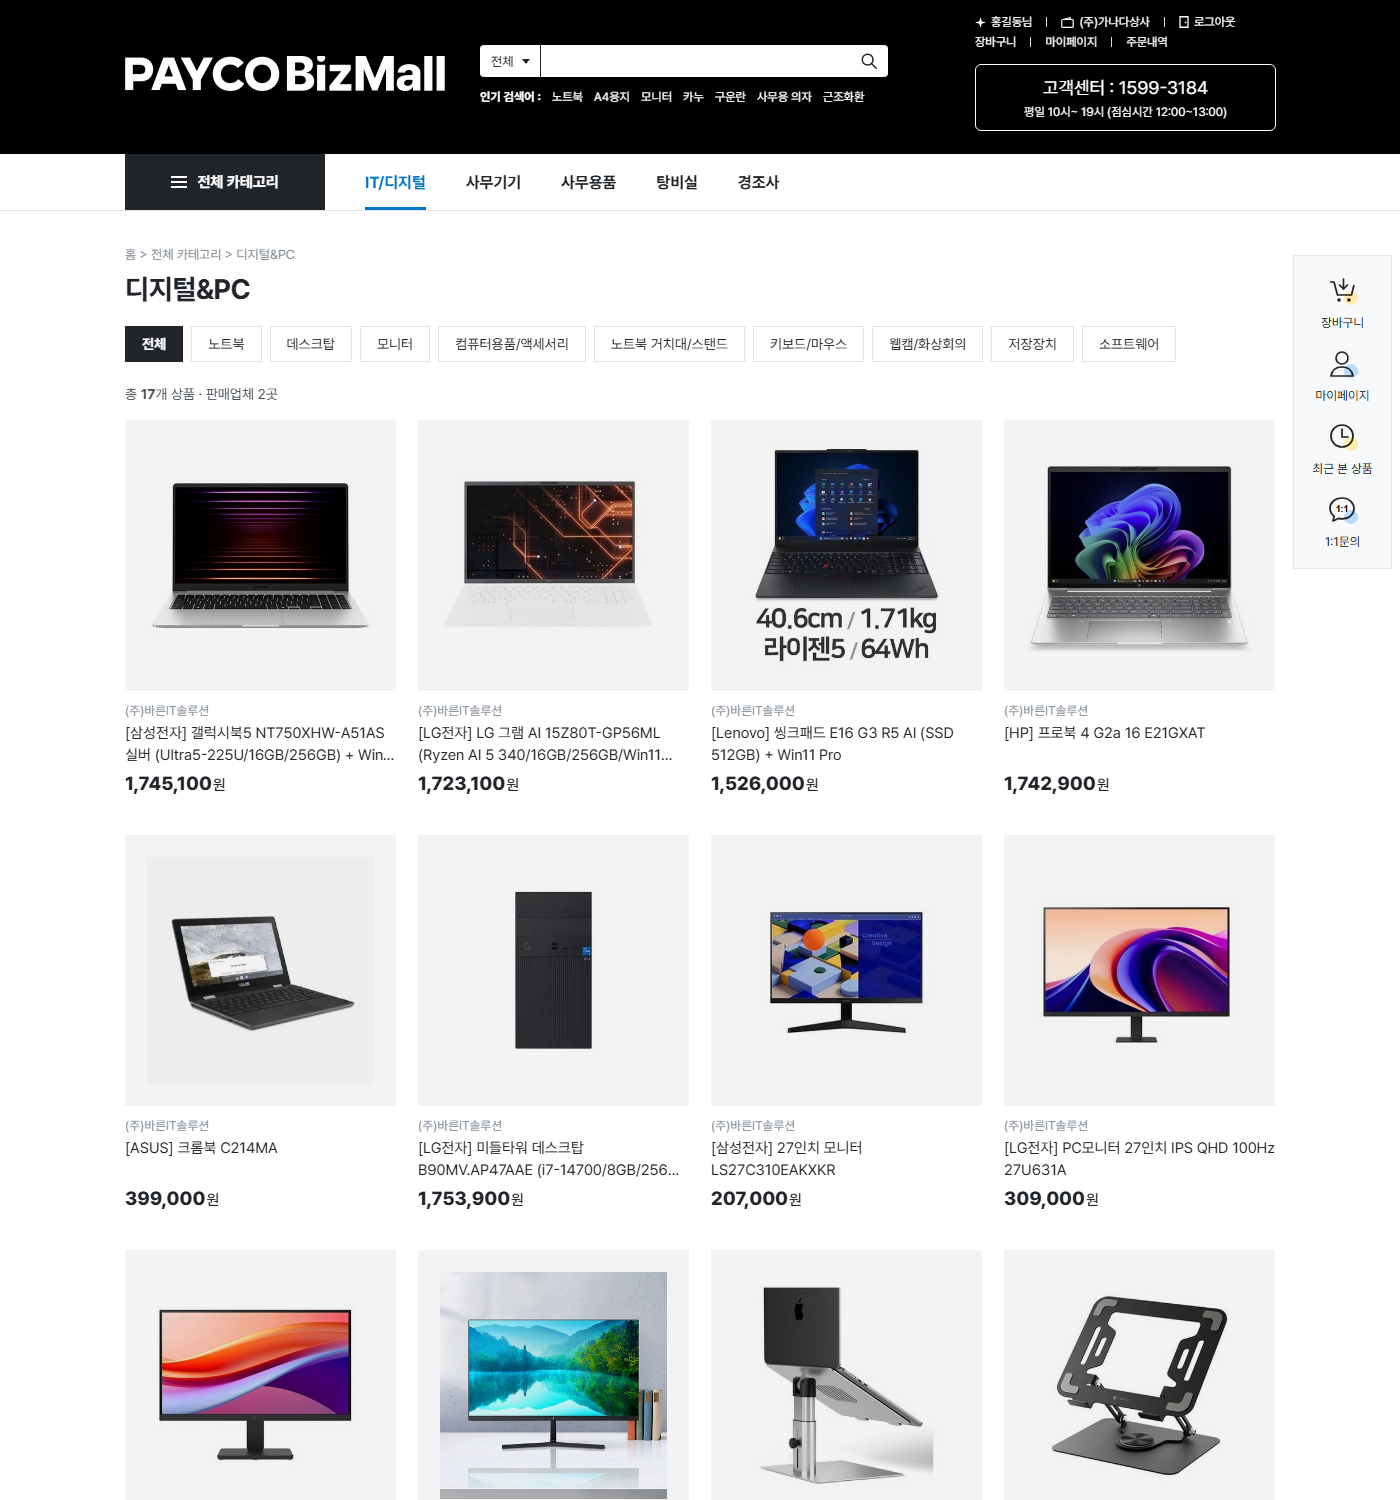 홍길동님 | (주)가나다상사 | 로그아웃
장바구니 | 마이페이지 | 주문내역
PAYCO BizMall
전체
인기 검색어 : 노트북 A4용지 모니터 카누 구운란 사무용 의자 근조화환
고객센터 : 1599-3184
평일 10시~ 19시 (점심시간 12:00~13:00)
전체 카테고리
IT/디지털 사무기기 사무용품 탕비실 경조사
홈 > 전체 카테고리 > 디지털&PC
디지털&PC
전체 노트북 데스크탑 모니터 컴퓨터용품/액세서리 노트북 거치대/스탠드 키보드/마우스 웹캠/화상회의 저장장치 소프트웨어
총 17개 상품 · 판매업체 2곳
장바구니
마이페이지
최근 본 상품
1:1
1:1문의
40.6cm / 1.71kg
라이젠5 / 64Wh
(주)바른IT솔루션
[삼성전자] 갤럭시북5 NT750XHW-A51AS
실버 (Ultra5-225U/16GB/256GB) + Win...
1,745,100원
(주)바른IT솔루션
[LG전자] LG 그램 AI 15Z80T-GP56ML
(Ryzen AI 5 340/16GB/256GB/Win11...
1,723,100원
(주)바른IT솔루션
[Lenovo] 씽크패드 E16 G3 R5 AI (SSD
512GB) + Win11 Pro
1,526,000원
(주)바른IT솔루션
[HP] 프로북 4 G2a 16 E21GXAT
1,742,900원
Creative
Design
(주)바른IT솔루션
[ASUS] 크롬북 C214MA
399,000원
(주)바른IT솔루션
[LG전자] 미들타워 데스크탑
B90MV.AP47AAE (i7-14700/8GB/256...
1,753,900원
(주)바른IT솔루션
[삼성전자] 27인치 모니터
LS27C310EAKXKR
207,000원
(주)바른IT솔루션
[LG전자] PC모니터 27인치 IPS QHD 100Hz
27U631A
309,000원